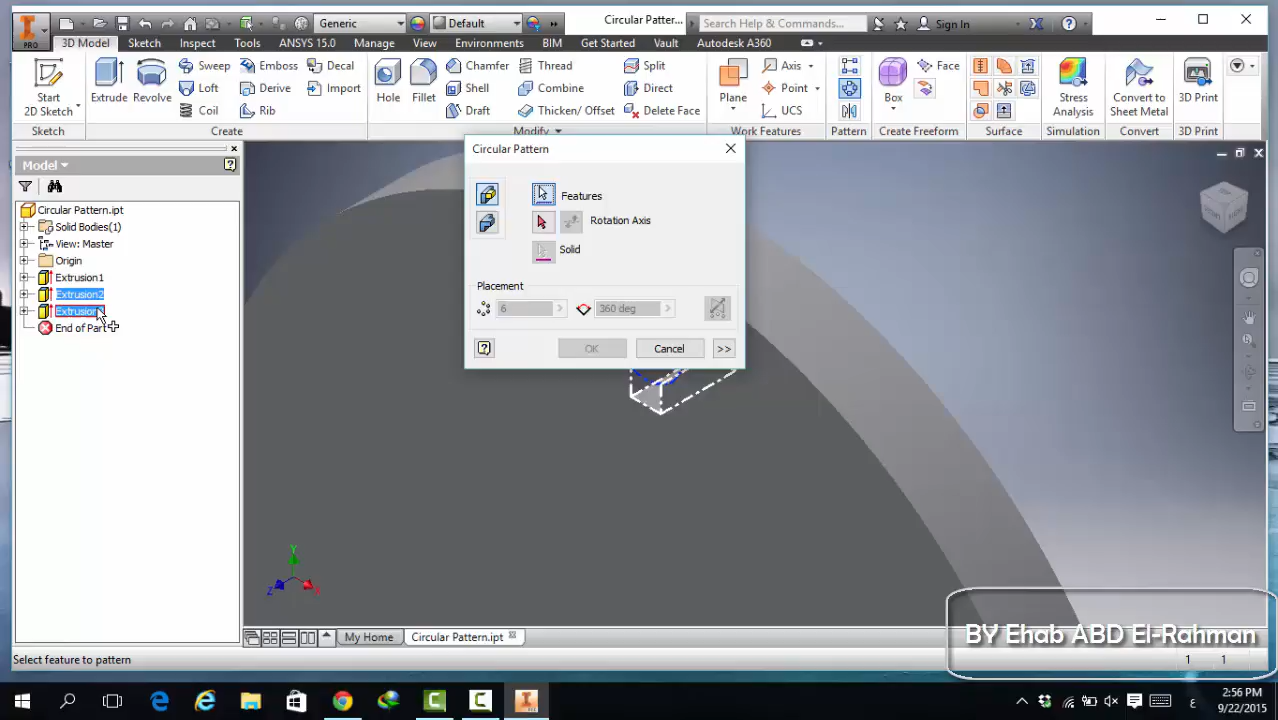 PRO
Generic
Default
Circular Patter...
Search Help & Commands...
Sign In
3D Model
Sketch
Inspect
Tools
ANSYS 15.0
Manage
View
Environments
BIM
Get Started
Vault
Autodesk A360
Start
2D Sketch
Extrude
Revolve
Sweep
Loft
Coil
Emboss
Derive
Rib
Decal
Import
Hole
Fillet
Chamfer
Shell
Draft
Thread
Combine
Thicken/ Offset
Split
Direct
Delete Face
Plane
Axis
Point
UCS
Box
Face
Stress
Analysis
Convert to
Sheet Metal
3D Print
Sketch
Create
Modify
Work Features
Pattern
Create Freeform
Surface
Simulation
Convert
3D Print
Model
Circular Pattern.ipt
Solid Bodies(1)
View: Master
Origin
Extrusion1
Extrusion2
Extrusion
End of Part
Circular Pattern
Features
Rotation Axis
Solid
Placement
6
360 deg
OK
Cancel
>>
Y
Z
X
My Home
Circular Pattern.ipt
BY Ehab ABD El-Rahman
Select feature to pattern
1
1
2:56 PM
9/22/2015
ع